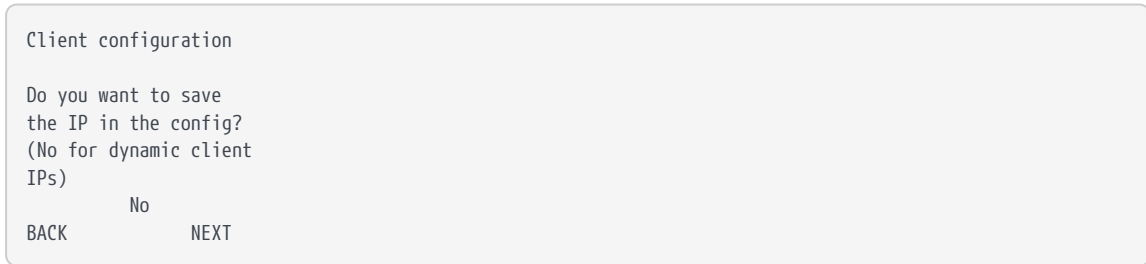 Client configuration
Do you want to save
the IP in the config?
(No for dynamic client
IPs)
No
BACK NEXT